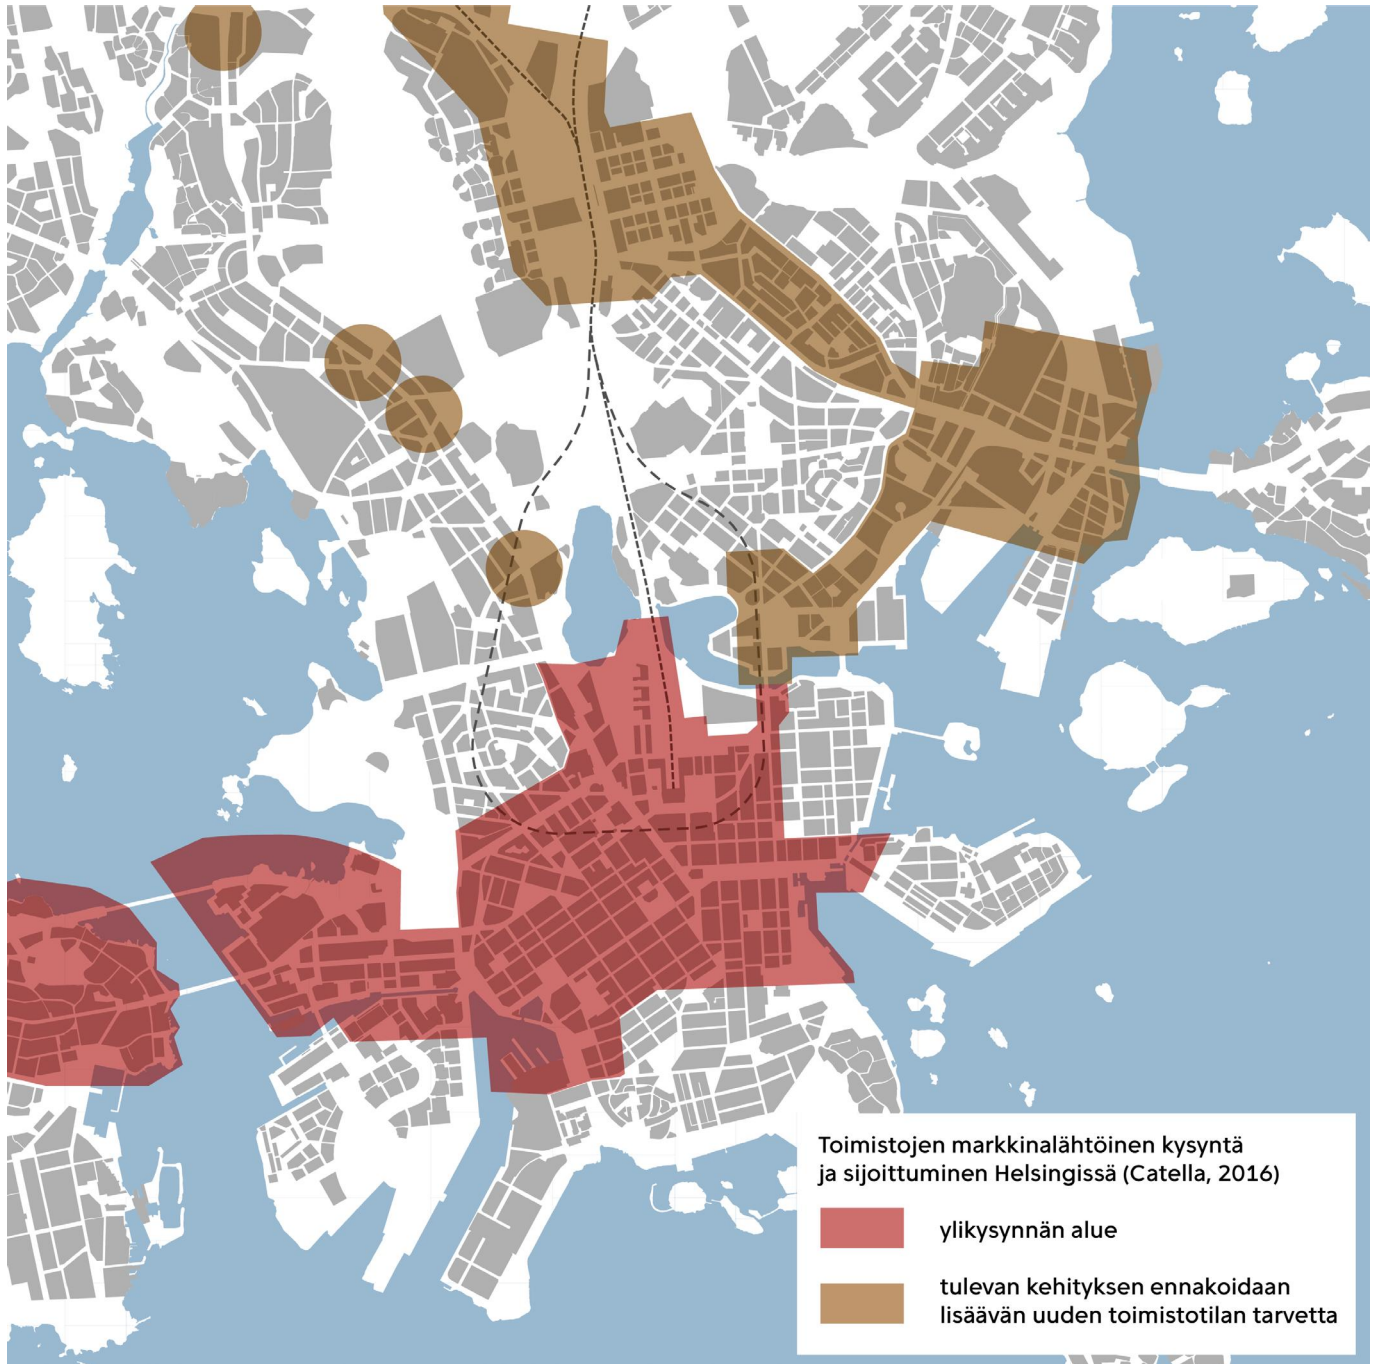 Toimistojen markkinalähtöinen kysyntä
ja sijoittuminen Helsingissä (Catella, 2016)
ylikysynnän alue
tulevan kehityksen ennakoidaan
lisäävän uuden toimistotilan tarvetta